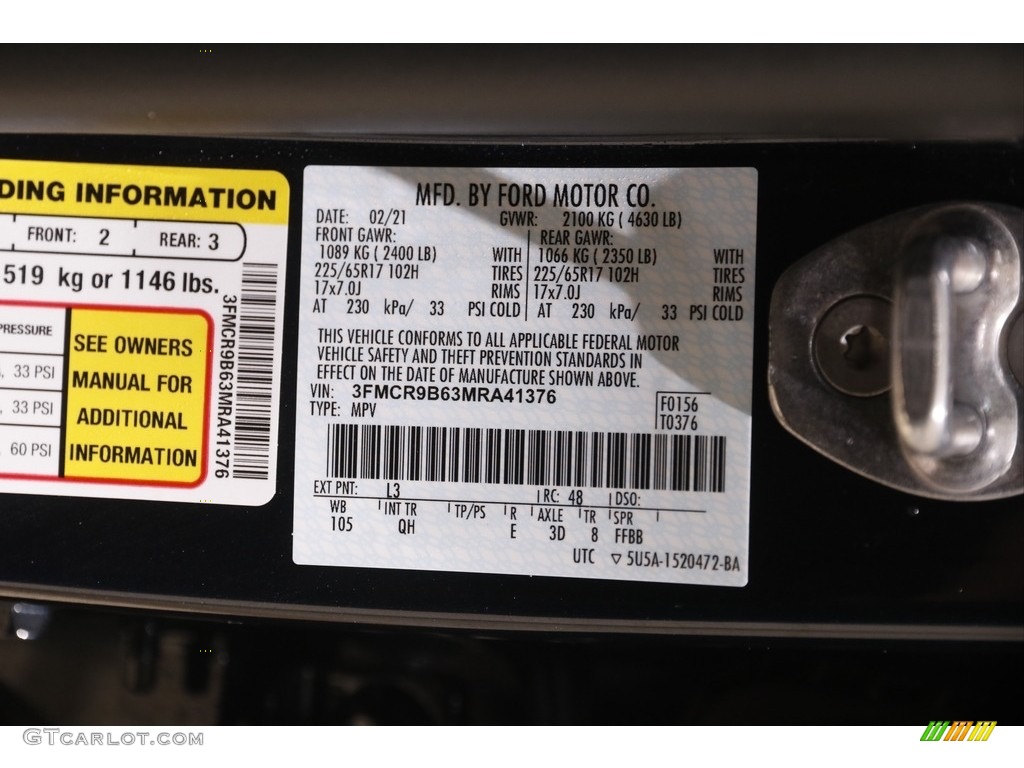 DING INFORMATION
FRONT: 2 REAR: 3
519 kg or 1146 lbs.
PRESSURE
33 PSI
33 PSI
60 PSI
SEE OWNERS
MANUAL FOR
ADDITIONAL
INFORMATION
3FMCR9B63MRA41376
MFD. BY FORD MOTOR CO.
DATE: 02/21 GVWR: 2100 KG ( 4630 LB)
FRONT GAWR: REAR GAWR:
1089 KG ( 2400 LB) WITH 1066 KG ( 2350 LB) WITH
225/65R17 102H TIRES 225/65R17 102H TIRES
17x7.0J RIMS 17x7.0J RIMS
AT 230 kPa/ 33 PSI COLD AT 230 kPa/ 33 PSI COLD
THIS VEHICLE CONFORMS TO ALL APPLICABLE FEDERAL MOTOR
VEHICLE SAFETY AND THEFT PREVENTION STANDARDS IN
EFFECT ON THE DATE OF MANUFACTURE SHOWN ABOVE.
VIN: 3FMCR9B63MRA41376
TYPE: MPV
F0156
T0376
EXT PNT: L3 RC: 48 DSO:
WB INT TR TP/PS R AXLE TR SPR
105 QH E 3D 8 FFBB
UTC ▽ 5U5A-1520472-BA
GTcarlot.com